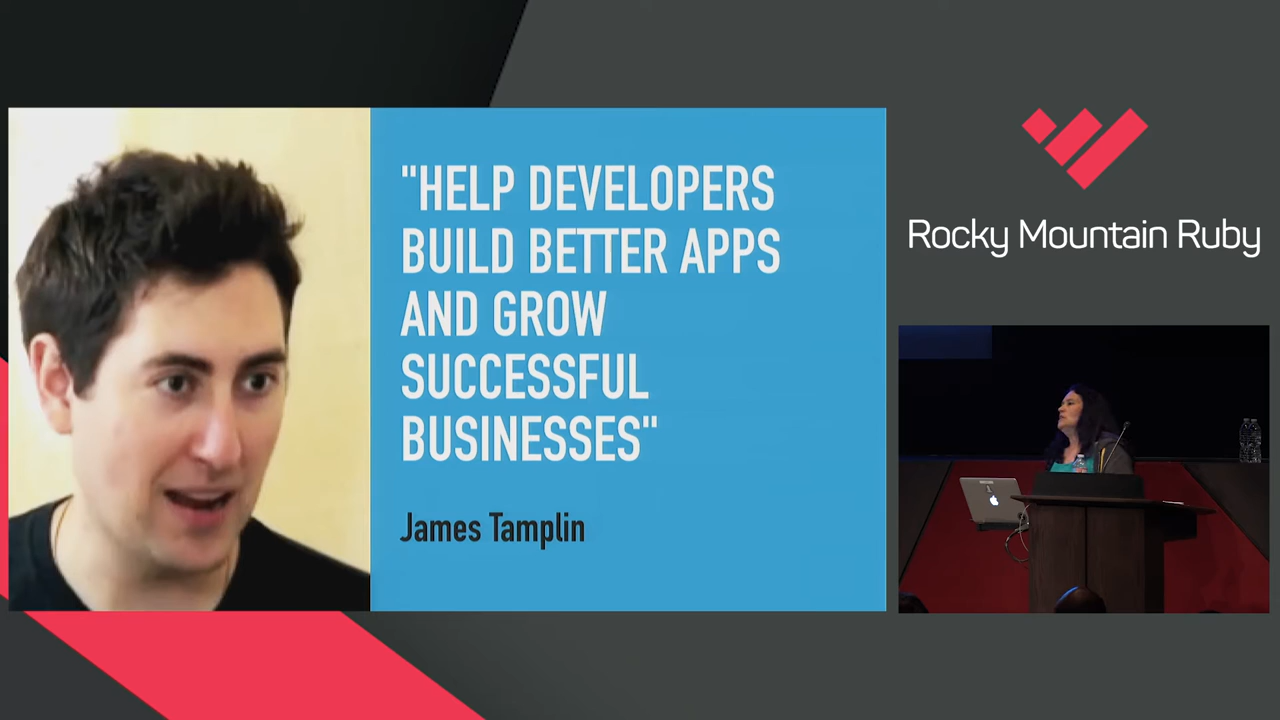 "HELP DEVELOPERS
BUILD BETTER APPS
AND GROW
SUCCESSFUL
BUSINESSES"
James Tamplin
Rocky Mountain Ruby